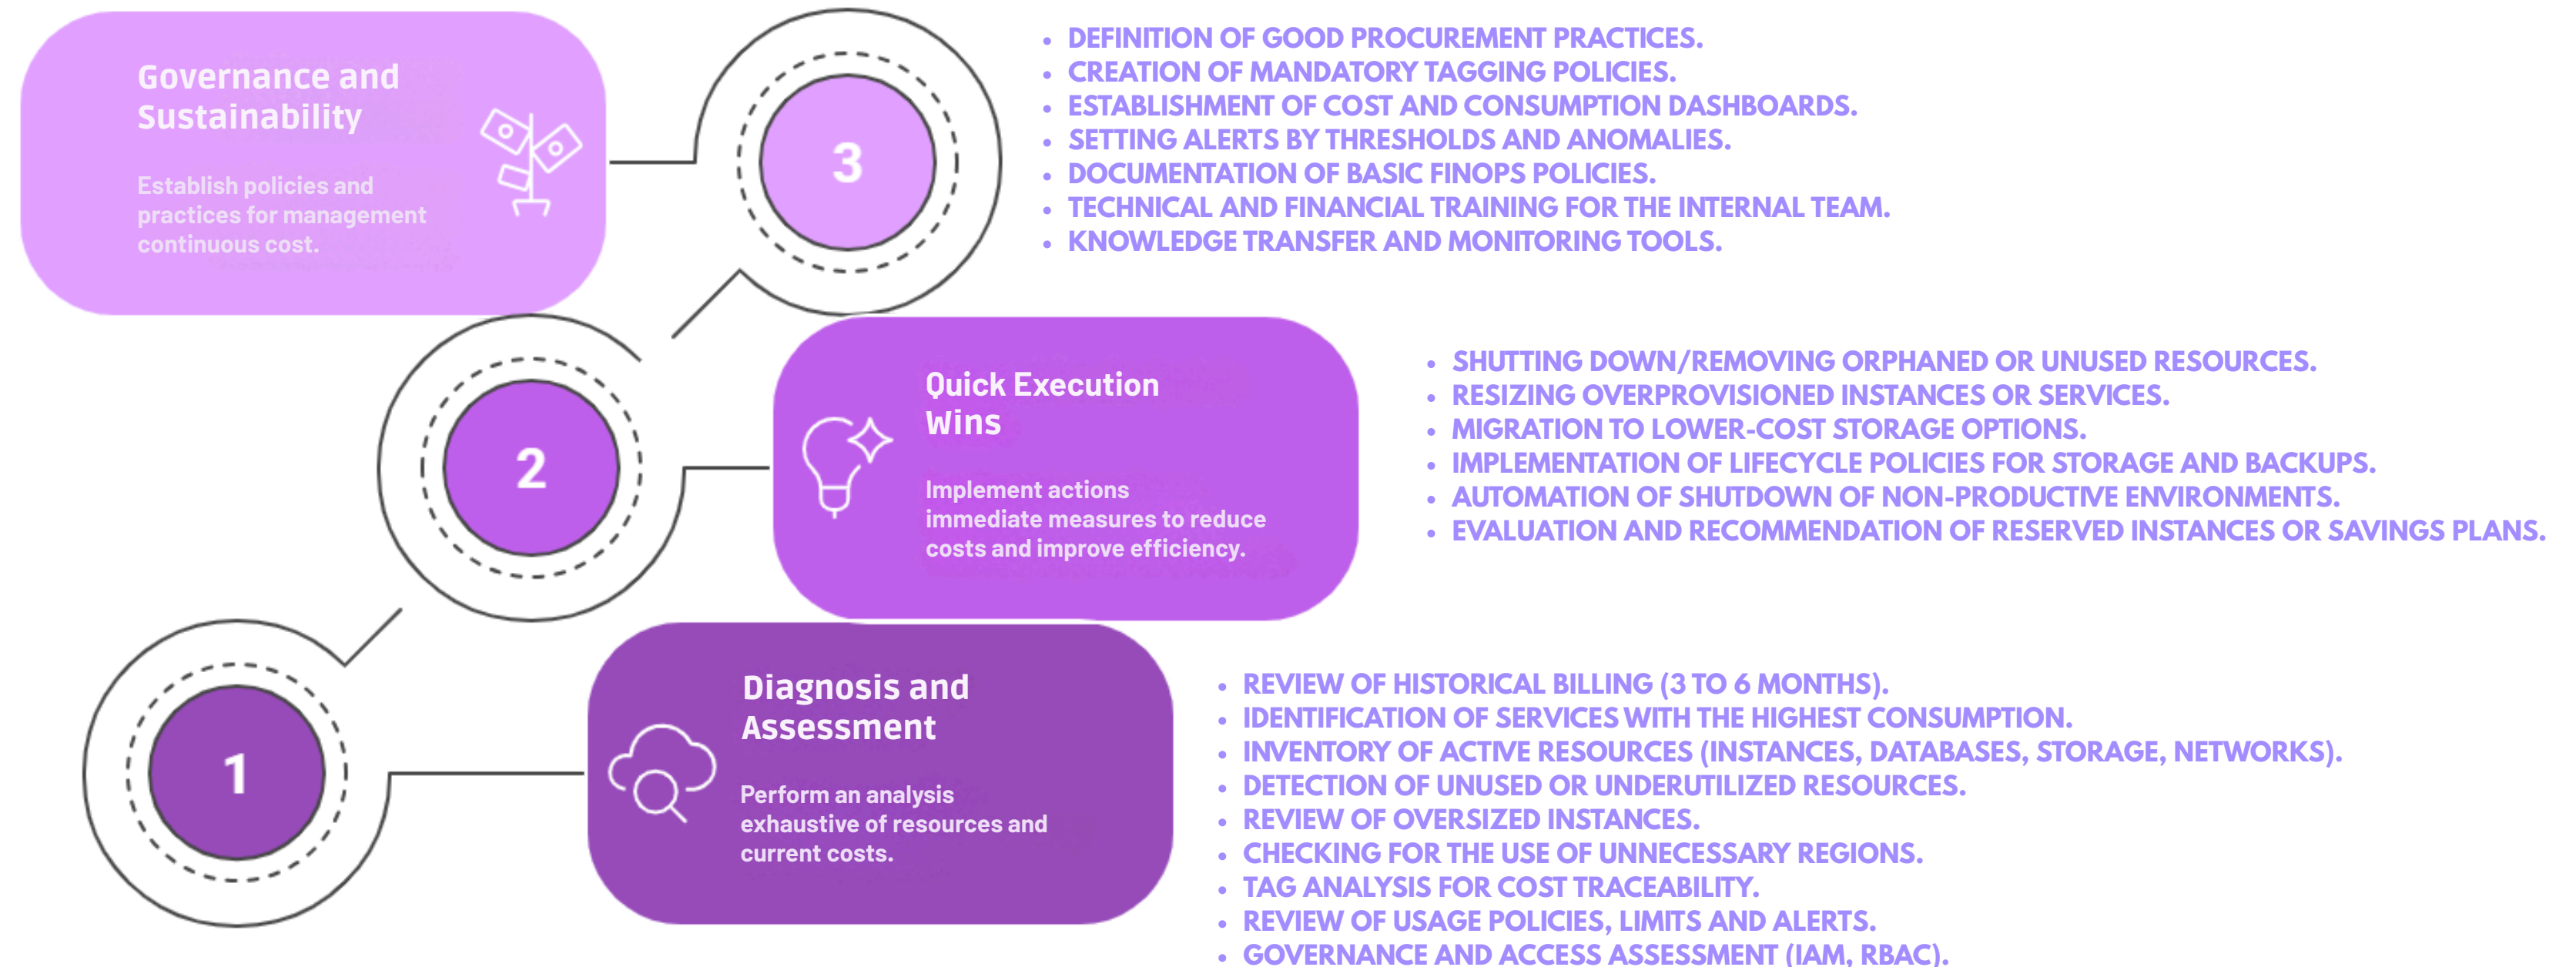 Governance and
Sustainability
Establish policies and
practices for management
continuous cost.
3
• DEFINITION OF GOOD PROCUREMENT PRACTICES.
• CREATION OF MANDATORY TAGGING POLICIES.
• ESTABLISHMENT OF COST AND CONSUMPTION DASHBOARDS.
• SETTING ALERTS BY THRESHOLDS AND ANOMALIES.
• DOCUMENTATION OF BASIC FINOPS POLICIES.
• TECHNICAL AND FINANCIAL TRAINING FOR THE INTERNAL TEAM.
• KNOWLEDGE TRANSFER AND MONITORING TOOLS.
2
Quick Execution
Wins
Implement actions
immediate measures to reduce
costs and improve efficiency.
• SHUTTING DOWN/REMOVING ORPHANED OR UNUSED RESOURCES.
• RESIZING OVERPROVISIONED INSTANCES OR SERVICES.
• MIGRATION TO LOWER-COST STORAGE OPTIONS.
• IMPLEMENTATION OF LIFECYCLE POLICIES FOR STORAGE AND BACKUPS.
• AUTOMATION OF SHUTDOWN OF NON-PRODUCTIVE ENVIRONMENTS.
• EVALUATION AND RECOMMENDATION OF RESERVED INSTANCES OR SAVINGS PLANS.
1
Diagnosis and
Assessment
Perform an analysis
exhaustive of resources and
current costs.
• REVIEW OF HISTORICAL BILLING (3 TO 6 MONTHS).
• IDENTIFICATION OF SERVICES WITH THE HIGHEST CONSUMPTION.
• INVENTORY OF ACTIVE RESOURCES (INSTANCES, DATABASES, STORAGE, NETWORKS).
• DETECTION OF UNUSED OR UNDERUTILIZED RESOURCES.
• REVIEW OF OVERSIZED INSTANCES.
• CHECKING FOR THE USE OF UNNECESSARY REGIONS.
• TAG ANALYSIS FOR COST TRACEABILITY.
• REVIEW OF USAGE POLICIES, LIMITS AND ALERTS.
• GOVERNANCE AND ACCESS ASSESSMENT (IAM, RBAC).